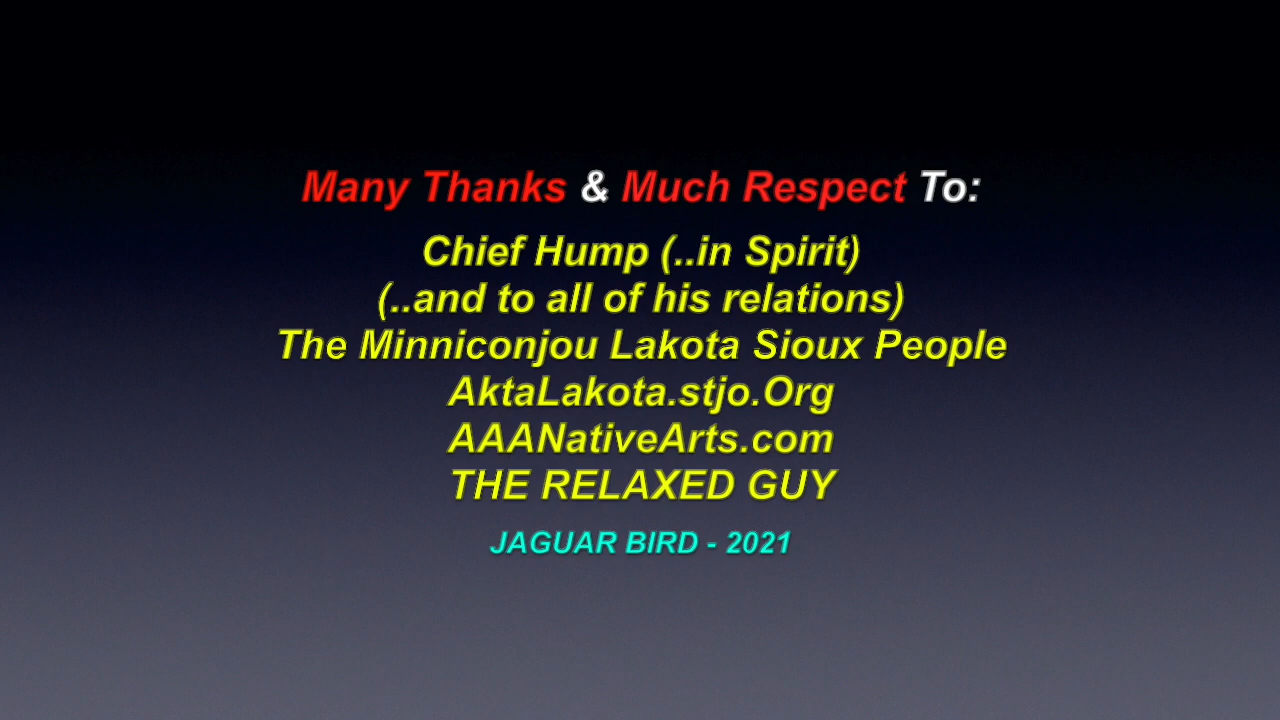 Many Thanks & Much Respect To:
Chief Hump (..in Spirit)
(..and to all of his relations)
The Minniconjou Lakota Sioux People
AktaLakota.stjo.Org
AAANativeArts.com
THE RELAXED GUY
JAGUAR BIRD - 2021